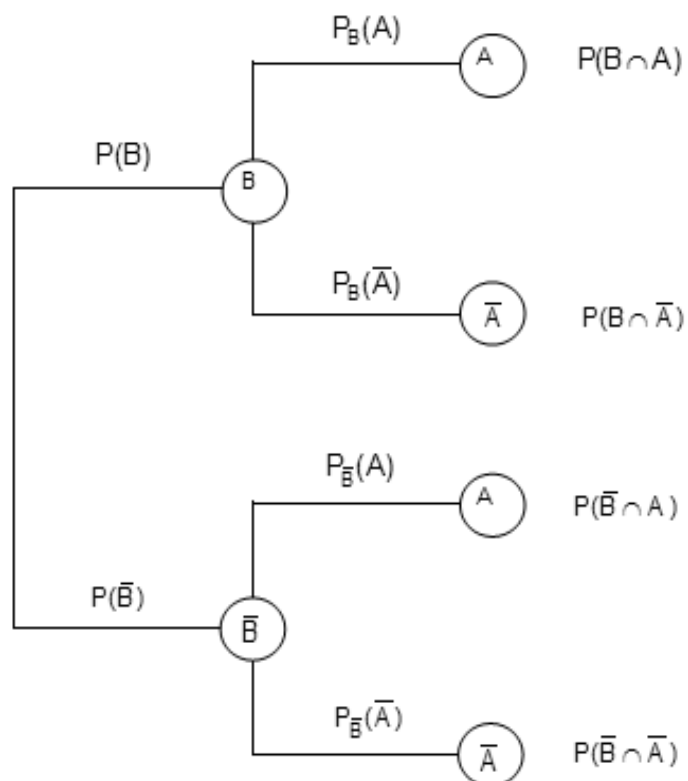 P_B(A)
A P(B ∩ A)
P(B)
B
P_B(A̅)
A̅ P(B ∩ A̅)
P_B̅(A)
A P(B̅ ∩ A)
P(B̅)
B̅
P_B̅(A̅)
A̅ P(B̅ ∩ A̅)